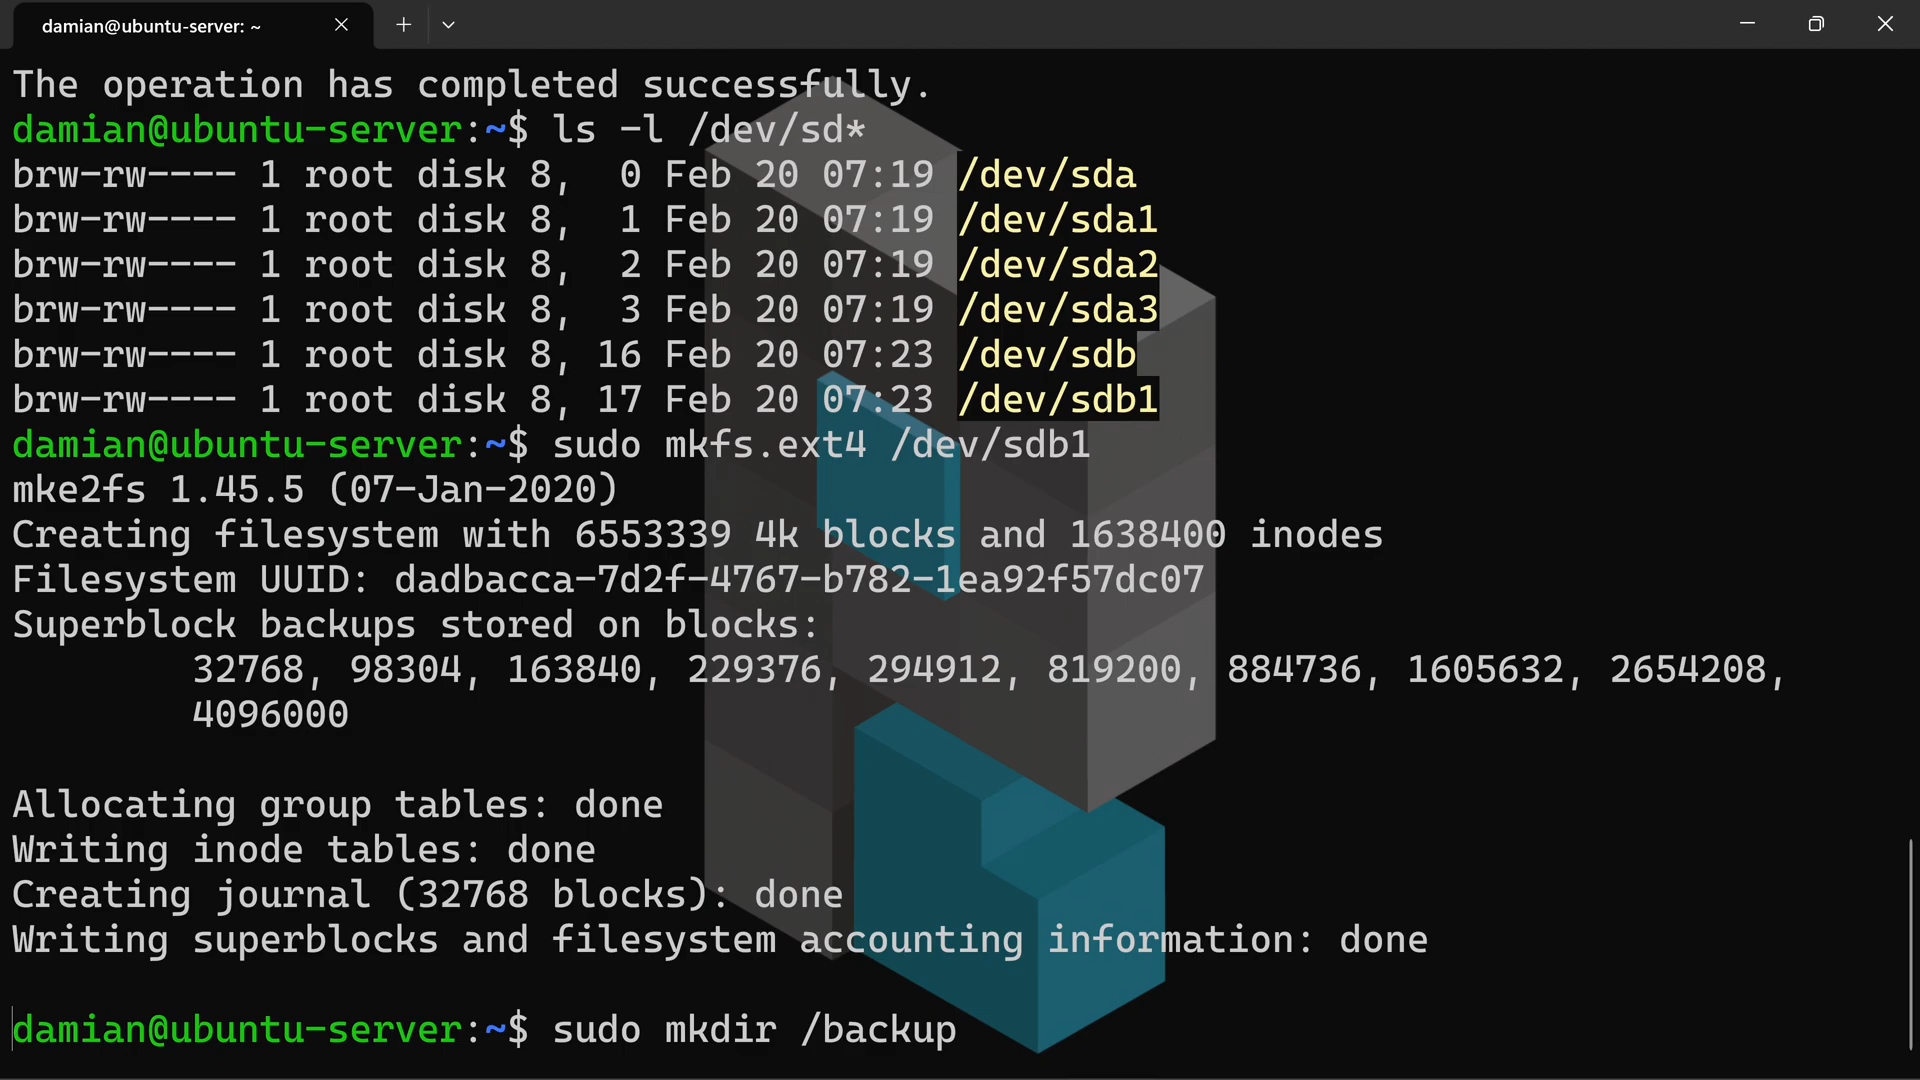 damian@ubuntu-server: ~
The operation has completed successfully.
damian@ubuntu-server:~$ ls -l /dev/sd*
brw-rw---- 1 root disk 8,  0 Feb 20 07:19 /dev/sda
brw-rw---- 1 root disk 8,  1 Feb 20 07:19 /dev/sda1
brw-rw---- 1 root disk 8,  2 Feb 20 07:19 /dev/sda2
brw-rw---- 1 root disk 8,  3 Feb 20 07:19 /dev/sda3
brw-rw---- 1 root disk 8, 16 Feb 20 07:23 /dev/sdb
brw-rw---- 1 root disk 8, 17 Feb 20 07:23 /dev/sdb1
damian@ubuntu-server:~$ sudo mkfs.ext4 /dev/sdb1
mke2fs 1.45.5 (07-Jan-2020)
Creating filesystem with 6553339 4k blocks and 1638400 inodes
Filesystem UUID: dadbacca-7d2f-4767-b782-1ea92f57dc07
Superblock backups stored on blocks:
        32768, 98304, 163840, 229376, 294912, 819200, 884736, 1605632, 2654208,
        4096000
Allocating group tables: done
Writing inode tables: done
Creating journal (32768 blocks): done
Writing superblocks and filesystem accounting information: done
damian@ubuntu-server:~$ sudo mkdir /backup